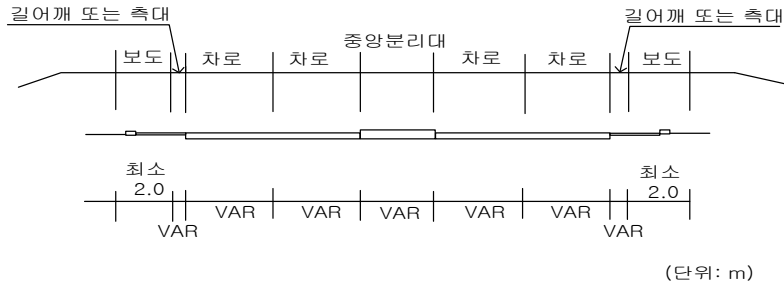 길어깨 또는 측대
길어깨 또는 측대
중앙분리대
보도 차로 차로 차로 차로 보도
최소
2.0
최소
2.0
VAR VAR VAR VAR VAR
VAR VAR
(단위: m)